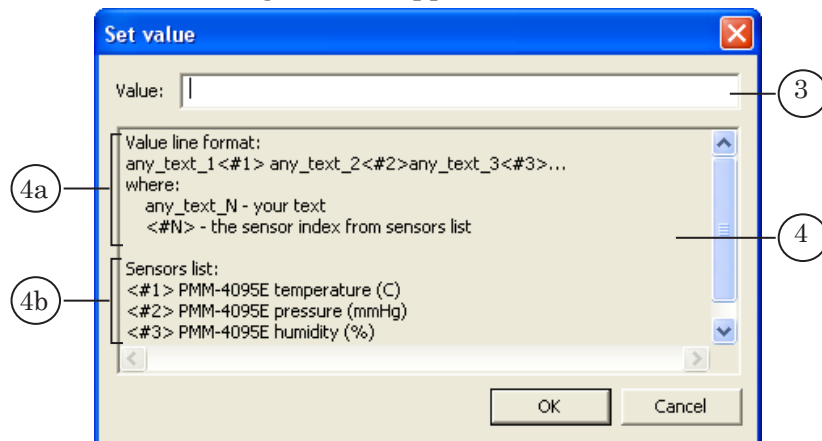 Set value
Value:
3
Value line format:
any_text_1<#1> any_text_2<#2>any_text_3<#3>...
where:
any_text_N - your text
<#N> - the sensor index from sensors list
4a
4
Sensors list:
<#1> PMM-4095E temperature (C)
<#2> PMM-4095E pressure (mmHg)
<#3> PMM-4095E humidity (%)
4b
OK
Cancel